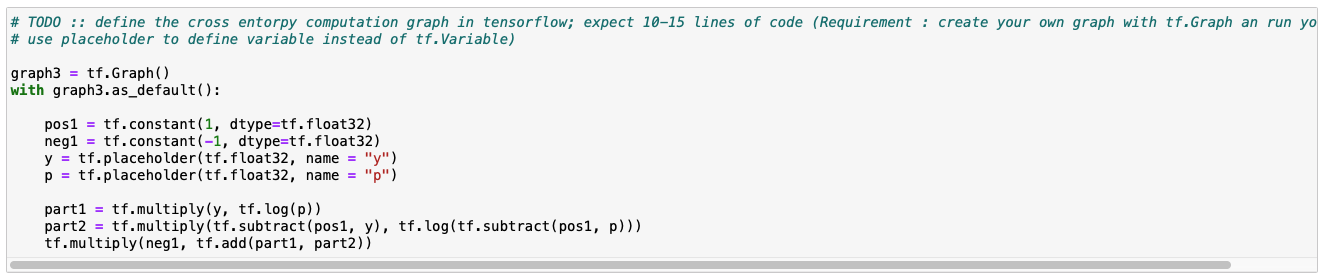 # TODO :: define the cross entorpy computation graph in tensorflow; expect 10-15 lines of code (Requirement : create your own graph with tf.Graph an run yo
# use placeholder to define variable instead of tf.Variable)
graph3 = tf.Graph()
with graph3.as_default():
    pos1 = tf.constant(1, dtype=tf.float32)
    neg1 = tf.constant(-1, dtype=tf.float32)
    y = tf.placeholder(tf.float32, name = "y")
    p = tf.placeholder(tf.float32, name = "p")
    part1 = tf.multiply(y, tf.log(p))
    part2 = tf.multiply(tf.subtract(pos1, y), tf.log(tf.subtract(pos1, p)))
    tf.multiply(neg1, tf.add(part1, part2))